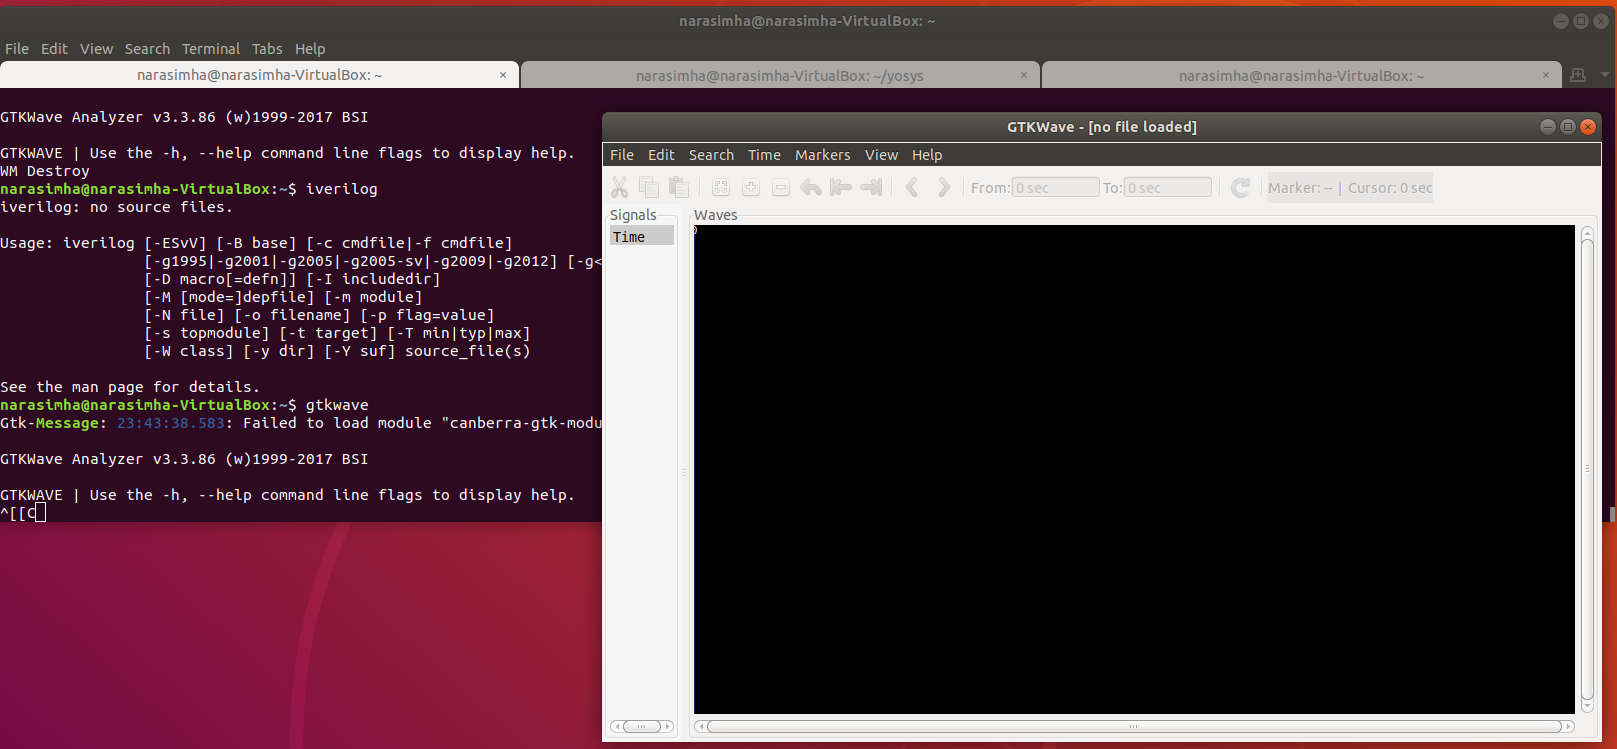 narasimha@narasimha-VirtualBox: ~
File Edit View Search Terminal Tabs Help
narasimha@narasimha-VirtualBox: ~ ×
narasimha@narasimha-VirtualBox: ~/yosys ×
narasimha@narasimha-VirtualBox: ~ ×
GTKWave Analyzer v3.3.86 (w)1999-2017 BSI
GTKWAVE | Use the -h, --help command line flags to display help.
WM Destroy
narasimha@narasimha-VirtualBox:~$ iverilog
iverilog: no source files.
Usage: iverilog [-ESvV] [-B base] [-c cmdfile|-f cmdfile]
[-g1995|-g2001|-g2005|-g2005-sv|-g2009|-g2012] [-g<
[-D macro[=defn]] [-I includedir]
[-M [mode=]depfile] [-m module]
[-N file] [-o filename] [-p flag=value]
[-s topmodule] [-t target] [-T min|typ|max]
[-W class] [-y dir] [-Y suf] source_file(s)
See the man page for details.
narasimha@narasimha-VirtualBox:~$ gtkwave
Gtk-Message: 23:43:38.583: Failed to load module "canberra-gtk-modu
GTKWave Analyzer v3.3.86 (w)1999-2017 BSI
GTKWAVE | Use the -h, --help command line flags to display help.
^[[C
GTKWave - [no file loaded]
File Edit Search Time Markers View Help
From: 0 sec To: 0 sec Marker: -- | Cursor: 0 sec
Signals
Time
Waves
0